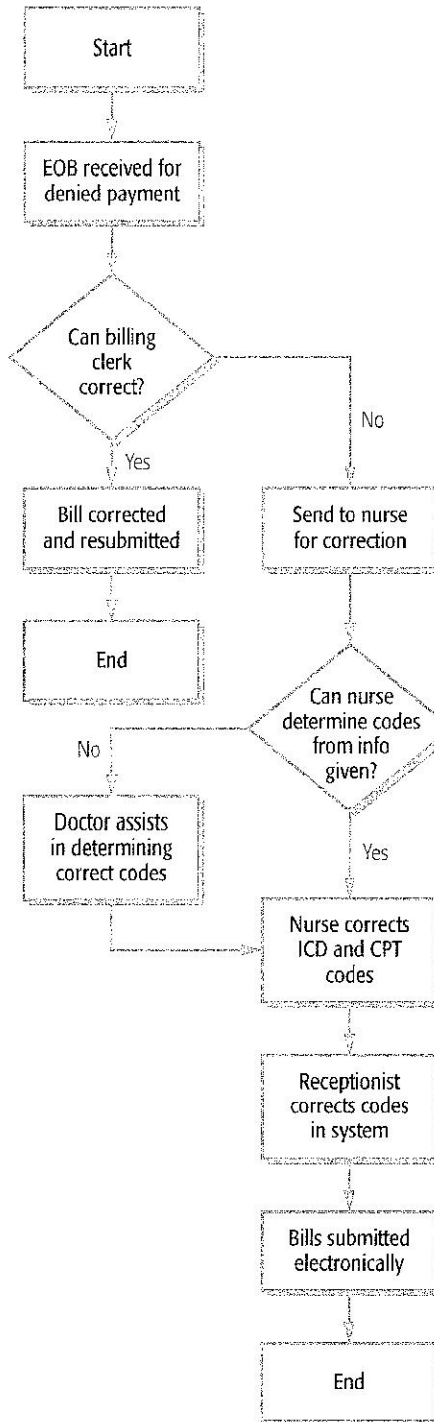 Start
EOB received for
denied payment
Can billing
clerk
correct?
No
Yes
Bill corrected
and resubmitted
Send to nurse
for correction
End
Can nurse
determine codes
from info
given?
No
Doctor assists
in determining
correct codes
Yes
Nurse corrects
ICD and CPT
codes
Receptionist
corrects codes
in system
Bills submitted
electronically
End